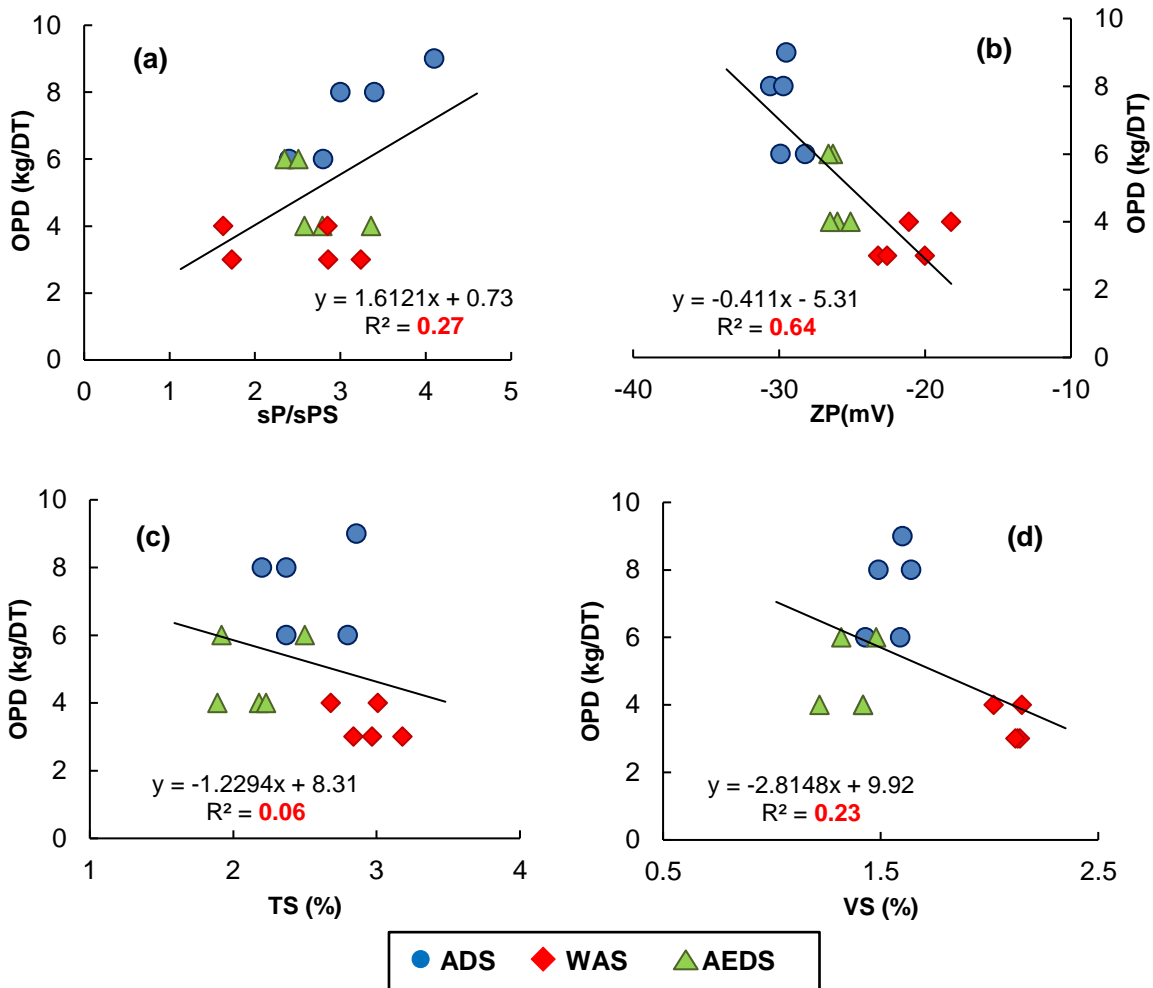 (a)
OPD (kg/DT)
10
8
6
4
2
0
y = 1.6121x + 0.73
R² = 0.27
0 1 2 3 4 5
sP/sPS
(b)
OPD (kg/DT)
10
8
6
4
2
0
y = -0.411x - 5.31
R² = 0.64
-40 -30 -20 -10
ZP(mV)
(c)
OPD (kg/DT)
10
8
6
4
2
0
y = -1.2294x + 8.31
R² = 0.06
1 2 3 4
TS (%)
(d)
OPD (kg/DT)
10
8
6
4
2
0
y = -2.8148x + 9.92
R² = 0.23
0.5 1.5 2.5
VS (%)
ADS WAS AEDS